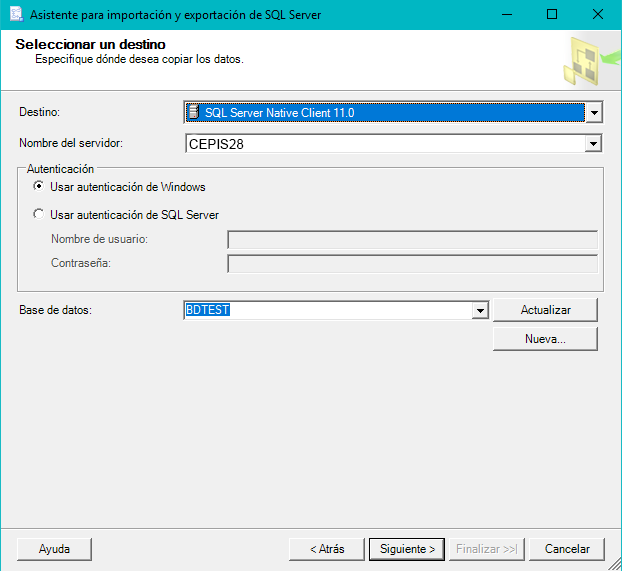 Asistente para importación y exportación de SQL Server
Seleccionar un destino
Especifique dónde desea copiar los datos.
Destino:
SQL Server Native Client 11.0
Nombre del servidor:
CEPIS28
Autenticación
Usar autenticación de Windows
Usar autenticación de SQL Server
Nombre de usuario:
Contraseña:
Base de datos:
BDTEST
Actualizar
Nueva...
Ayuda
< Atrás
Siguiente >
Finalizar >>|
Cancelar